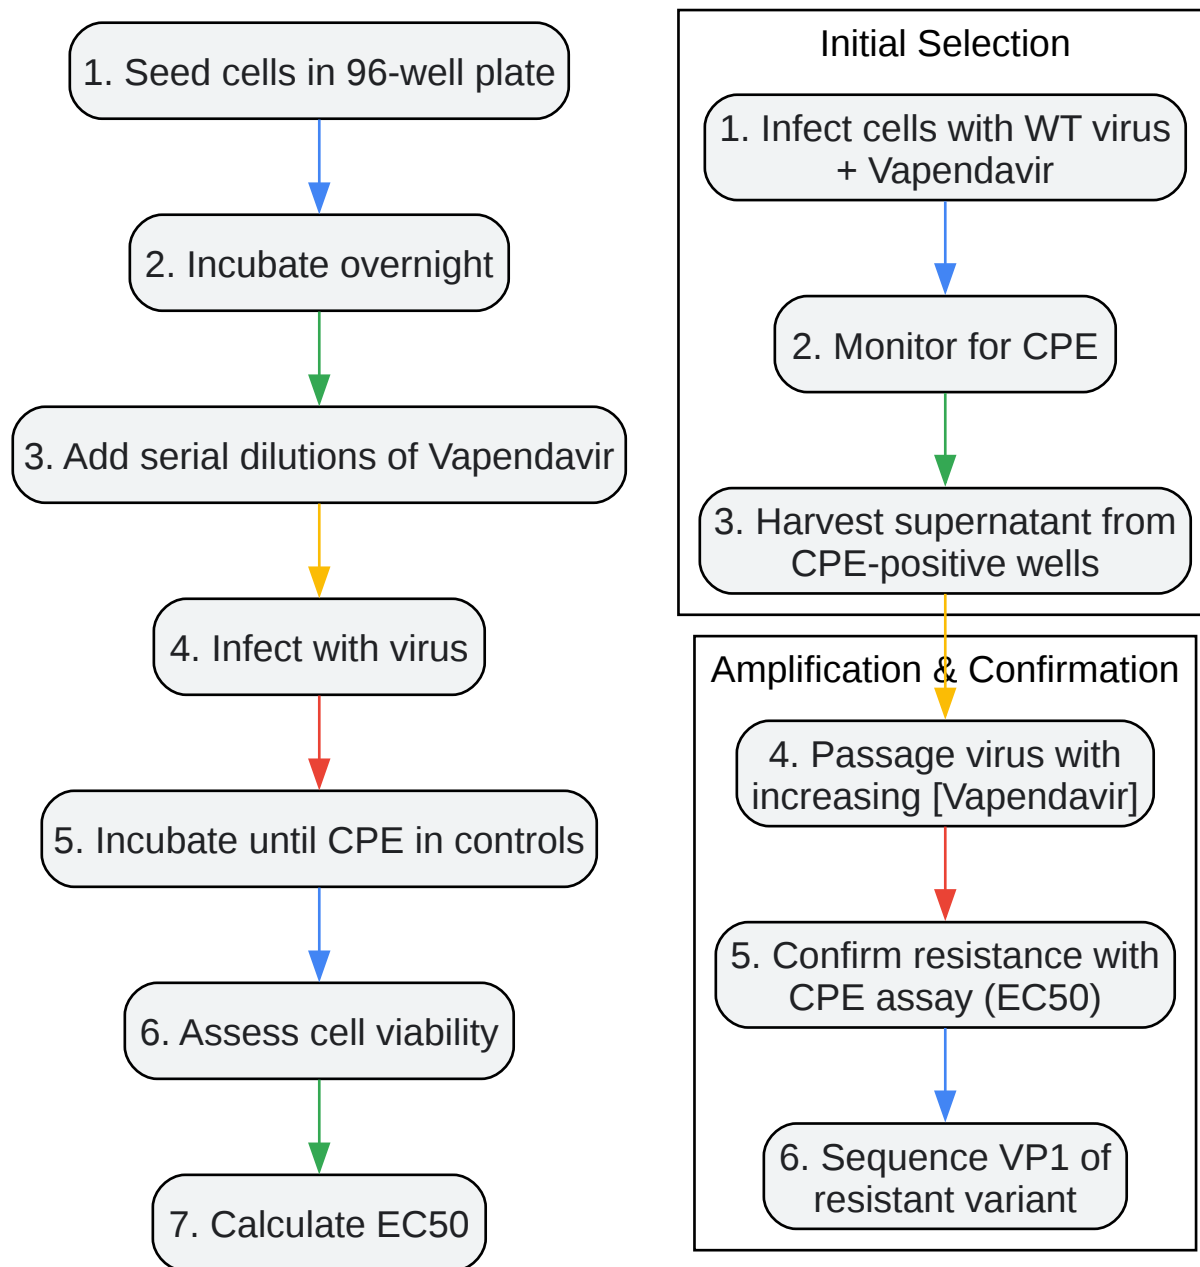 1. Seed cells in 96-well plate
2. Incubate overnight
3. Add serial dilutions of Vapendavir
4. Infect with virus
5. Incubate until CPE in controls
6. Assess cell viability
7. Calculate EC50
Initial Selection
1. Infect cells with WT virus
+ Vapendavir
2. Monitor for CPE
3. Harvest supernatant from
CPE-positive wells
Amplification & Confirmation
4. Passage virus with
increasing [Vapendavir]
5. Confirm resistance with
CPE assay (EC50)
6. Sequence VP1 of
resistant variant